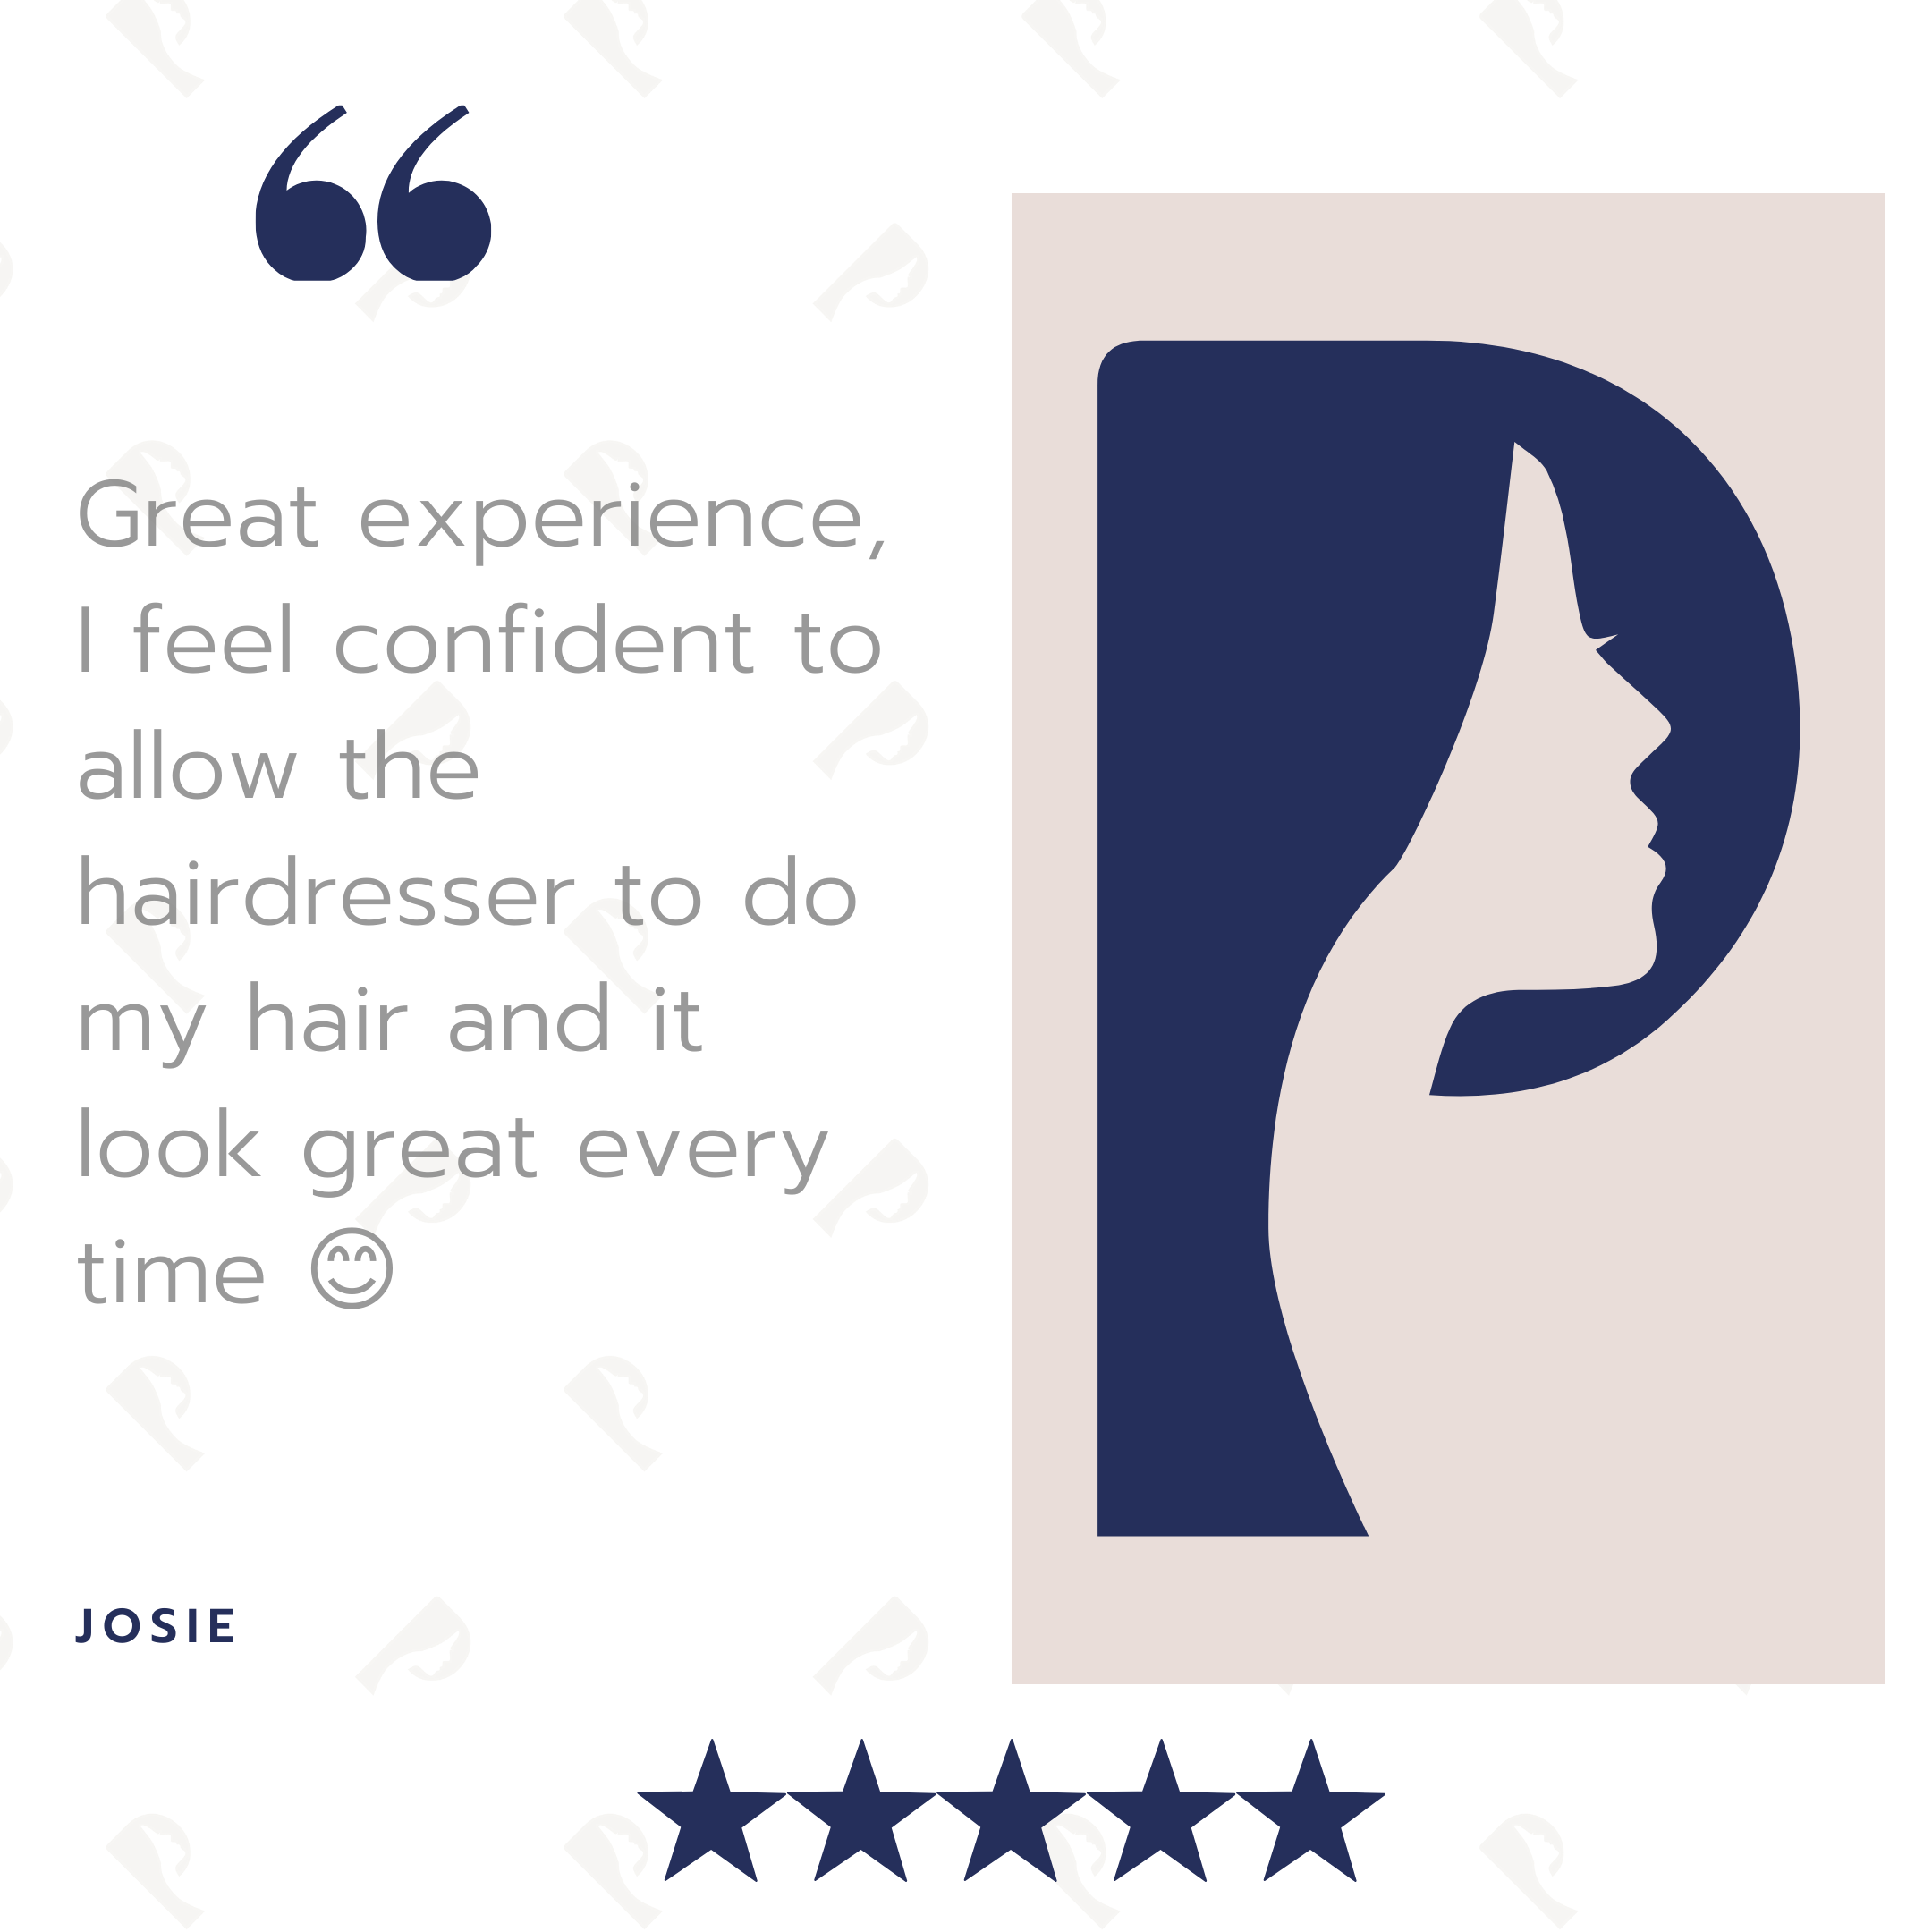 Great experience,
I feel confident to
allow the
hairdresser to do
my hair and it
look great every
time 😊
JOSIE